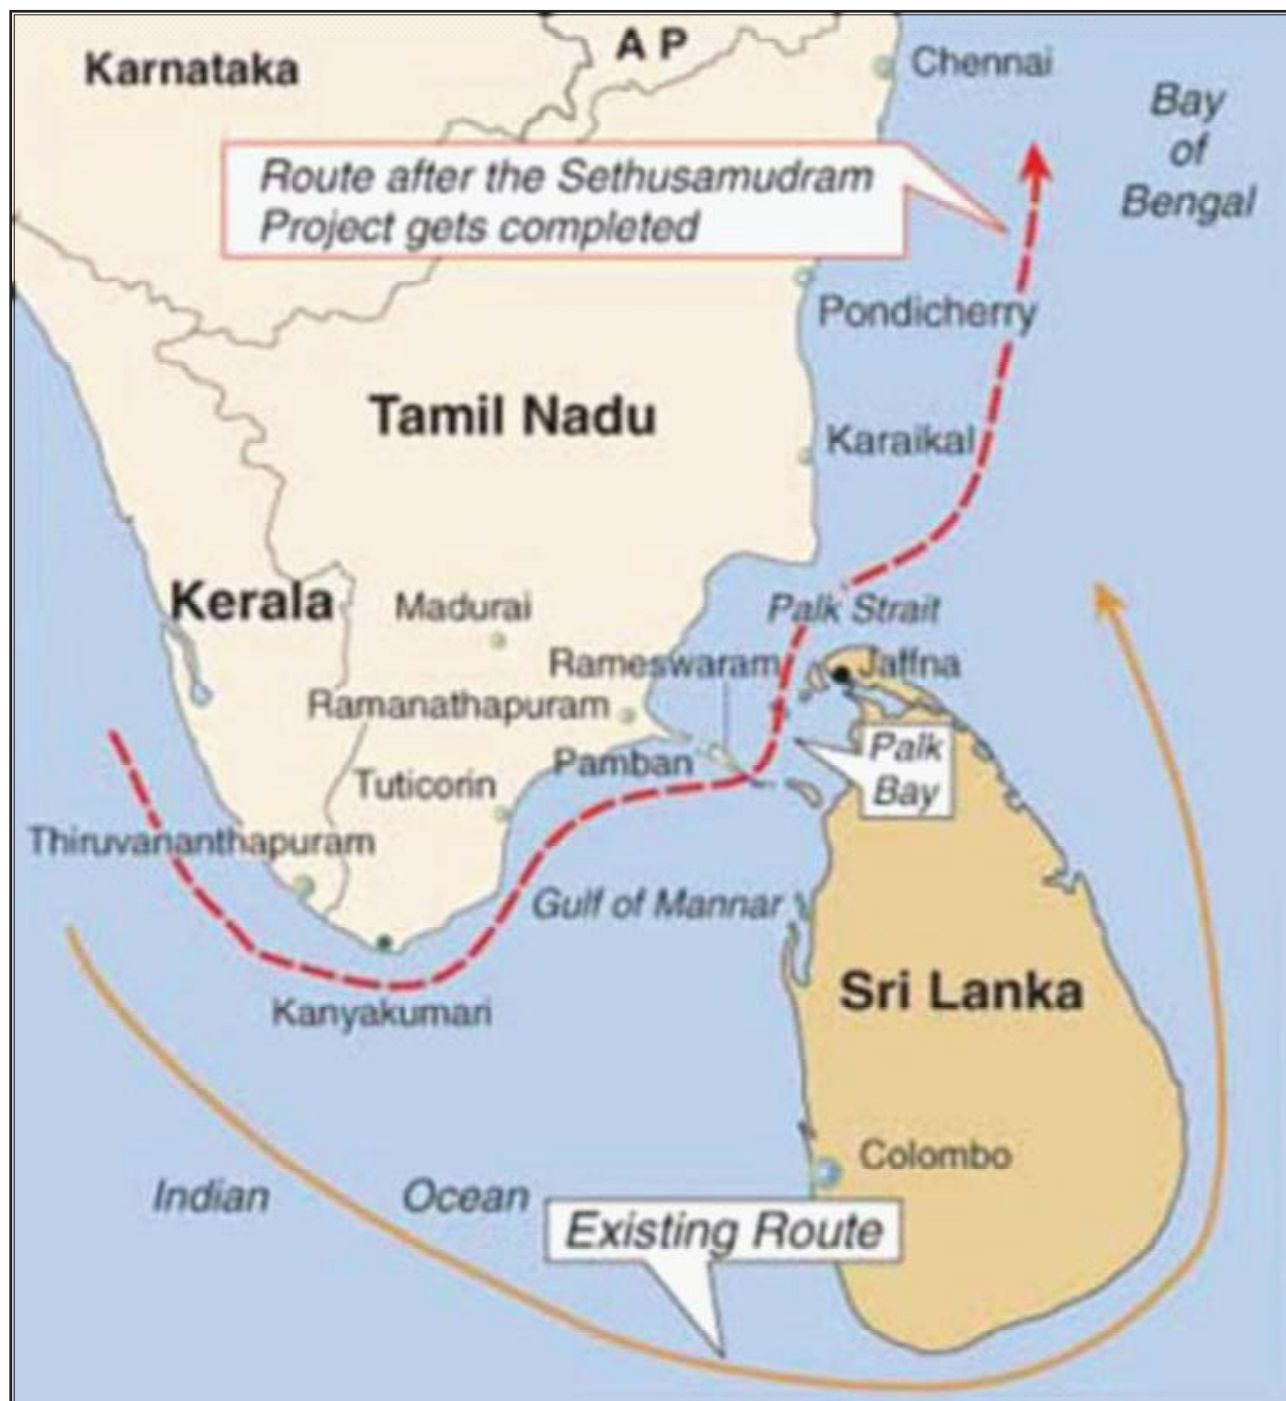 A P
Karnataka
Chennai
Bay
of
Bengal
Route after the Sethusamudram
Project gets completed
Pondicherry
Tamil Nadu
Karaikal
Kerala
Madurai
Palk Strait
Rameswaram
Jaffna
Ramanathapuram
Palk
Bay
Pamban
Tuticorin
Thiruvananthapuram
Gulf of Mannar
Sri Lanka
Kanyakumari
Colombo
Indian Ocean
Existing Route